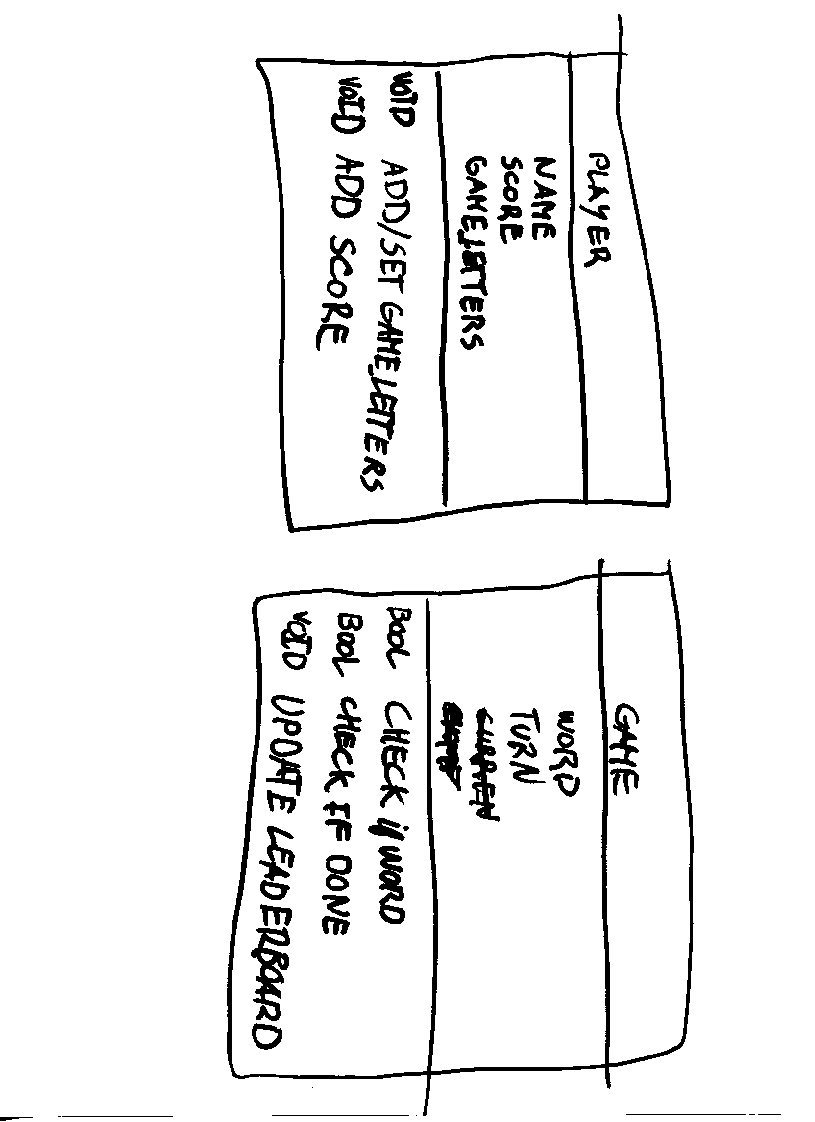 PLAYER
NAME
SCORE
GAME_LETTERS
VOID ADD/SET GAME_LETTERS
VOID ADD SCORE
GAME
WORD
TURN
CURREN
BOOL CHECK if WORD
BOOL CHECK IF DONE
VOID UPDATE LEADERBOARD